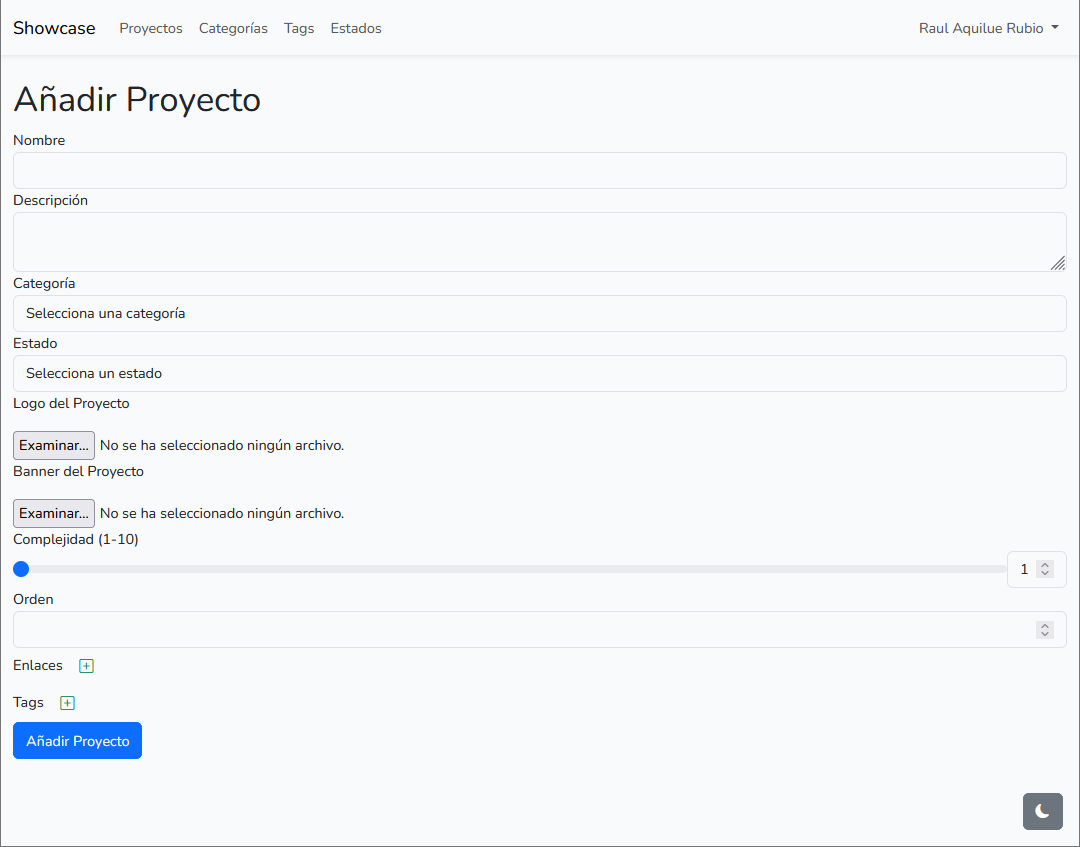 Showcase Proyectos Categorías Tags Estados Raul Aquilue Rubio
Añadir Proyecto
Nombre
Descripción
Categoría
Selecciona una categoría
Estado
Selecciona un estado
Logo del Proyecto
Examinar... No se ha seleccionado ningún archivo.
Banner del Proyecto
Examinar... No se ha seleccionado ningún archivo.
Complejidad (1-10)
1
Orden
Enlaces
Tags
Añadir Proyecto